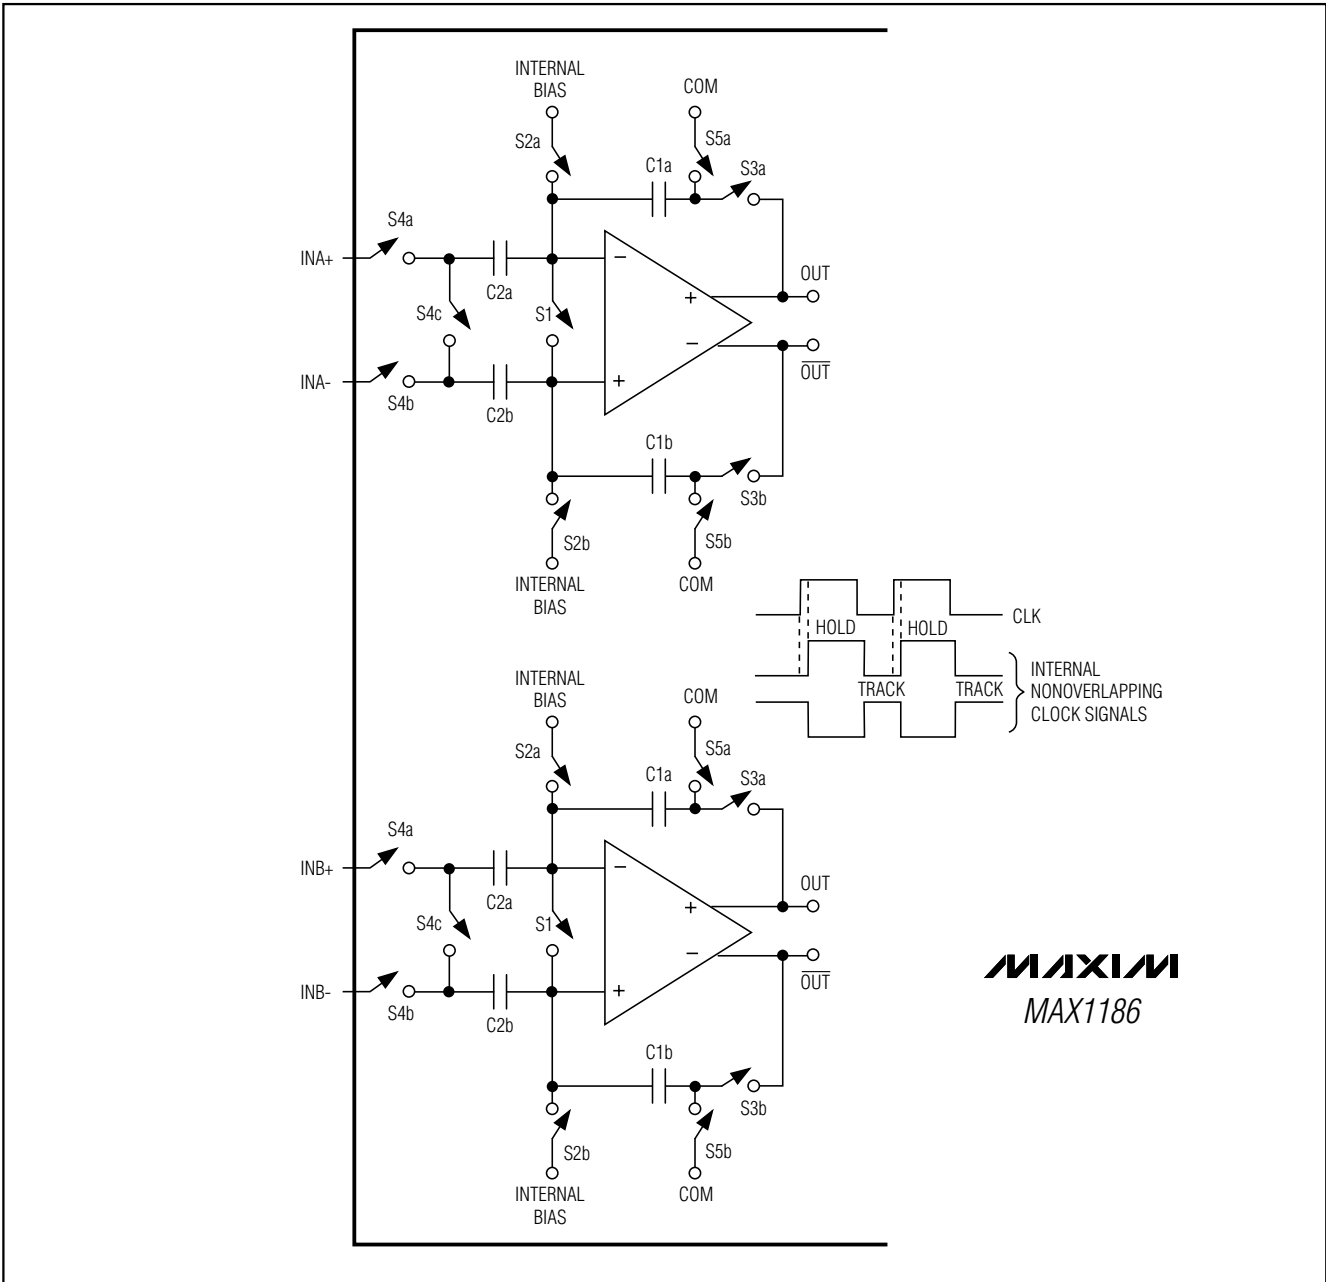 INTERNAL
BIAS
COM
S2a
S5a
C1a
S3a
S4a
INA+
−
OUT
C2a
+
S4c
S1
−
OUT
INA-
+
S4b
C2b
C1b
S3b
S2b
S5b
INTERNAL
BIAS
COM
CLK
HOLD
HOLD
TRACK
TRACK
INTERNAL
NONOVERLAPPING
CLOCK SIGNALS
INTERNAL
BIAS
COM
S2a
S5a
C1a
S3a
S4a
INB+
−
OUT
C2a
+
S4c
S1
−
OUT
INB-
+
S4b
C2b
C1b
S3b
S2b
S5b
INTERNAL
BIAS
COM
MAXIM
MAX1186